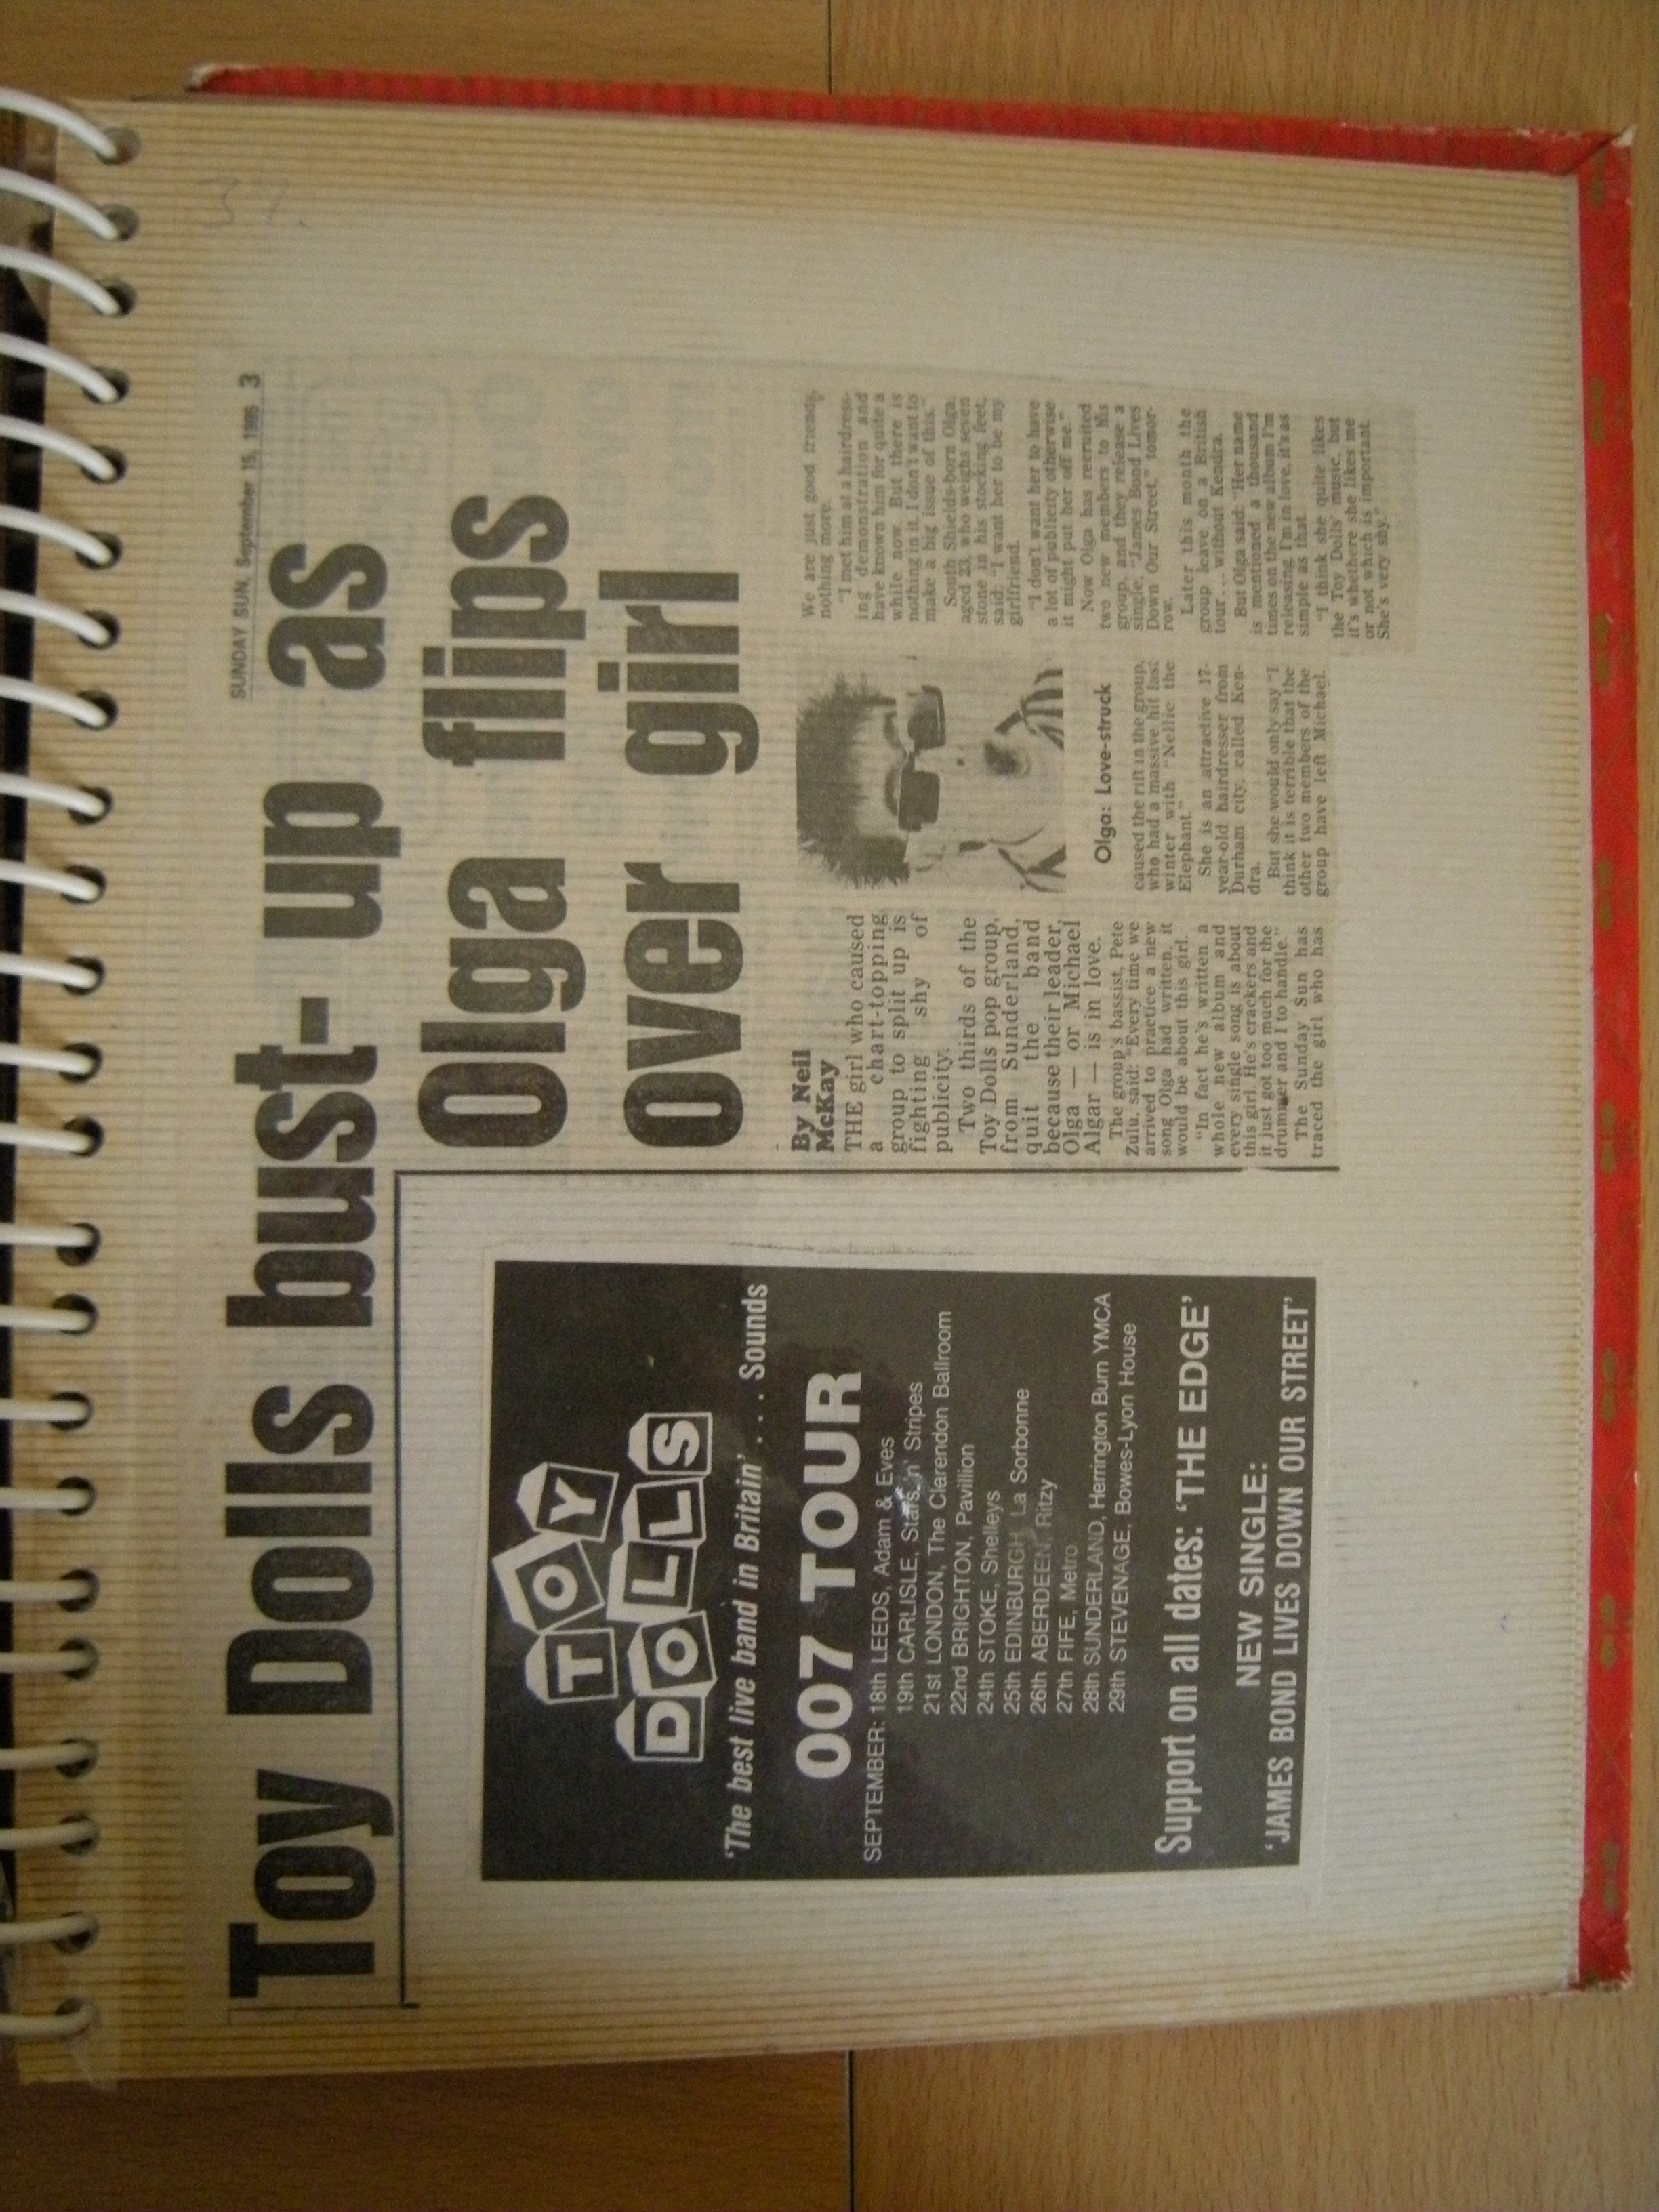 37.
SUNDAY SUN, September 15, 1985 3
Toy Dolls bust- up as
Olga flips
over girl
By Neil
McKay
THE girl who caused
a chart-topping
group to split up is
fighting shy of
publicity.
Two thirds of the
Toy Dolls pop group,
from Sunderland,
quit the band
because their leader,
Olga — or Michael
Algar — is in love.
The group's bassist, Pete
Zulu, said: "Every time we
arrived to practice a new
song Olga had written, it
would be about this girl.
"In fact he's written a
whole new album and
every single song is about
this girl. He's crackers and
it just got too much for the
drummer and I to handle."
The Sunday Sun has
traced the girl who has
Olga: Love-struck
caused the rift in the group,
who had a massive hit last
winter with "Nellie the
Elephant."
She is an attractive 17-
year-old hairdresser from
Durham city, called Ken-
dra.
But she would only say "I
think it is terrible that the
other two members of the
group have left Michael.
We are just good friends,
nothing more.
"I met him at a hairdress-
ing demonstration and
have known him for quite a
while now. But there is
nothing in it. I don't want to
make a big issue of this."
South Shields-born Olga,
aged 23, who weighs seven
stone in his stocking feet,
said: "I want her to be my
girlfriend.
"I don't want her to have
a lot of publicity otherwise
it might put her off me."
Now Olga has recruited
two new members to his
group, and they release a
single, "James Bond Lives
Down Our Street," tomor-
row.
Later this month the
group leave on a British
tour . . . without Kendra.
But Olga said: "Her name
is mentioned a thousand
times on the new album I'm
releasing. I'm in love, it's as
simple as that.
"I think she quite likes
the Toy Dolls' music, but
it's whether she likes me
or not which is important.
She's very shy."
TOY
DOLLS
'The best live band in Britain' . . . . Sounds
007 TOUR
SEPTEMBER: 18th LEEDS, Adam & Eves
19th CARLISLE, Stars 'n' Stripes
21st LONDON, The Clarendon Ballroom
22nd BRIGHTON, Pavillion
24th STOKE, Shelleys
25th EDINBURGH, La Sorbonne
26th ABERDEEN, Ritzy
27th FIFE, Metro
28th SUNDERLAND, Herrington Burn YMCA
29th STEVENAGE, Bowes-Lyon House
Support on all dates: 'THE EDGE'
NEW SINGLE:
'JAMES BOND LIVES DOWN OUR STREET'